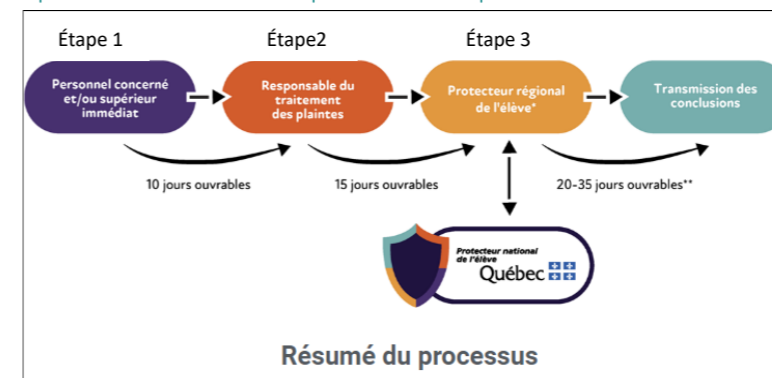 Étape 1
Étape2
Étape 3
Personnel concerné
et/ou supérieur
immédiat
Responsable du
traitement
des plaintes
Protecteur régional
de l'élève*
Transmission des
conclusions
10 jours ouvrables
15 jours ouvrables
20-35 jours ouvrables**
Protecteur national
de l'élève
Québec
Résumé du processus